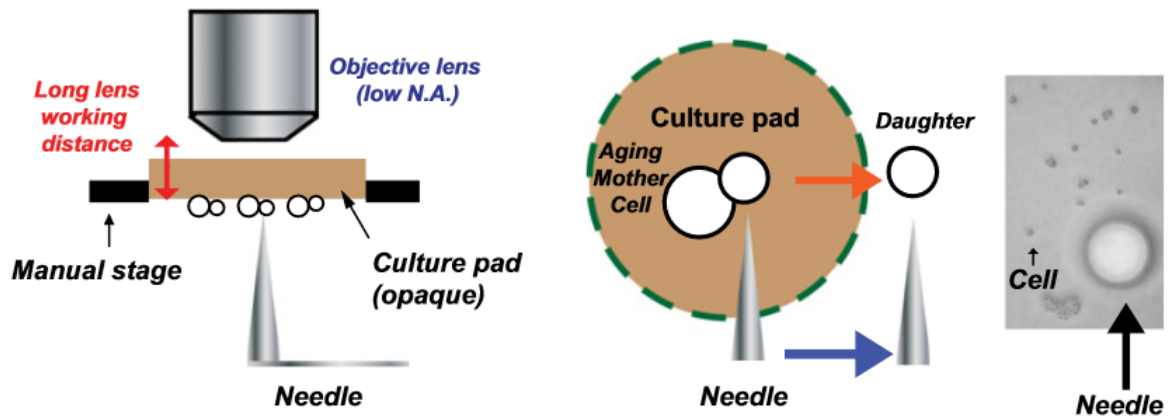 Long lens
working
distance
Objective lens
(low N.A.)
Manual stage
Culture pad
(opaque)
Needle
Culture pad
Aging
Mother
Cell
Daughter
Needle
Cell
Needle